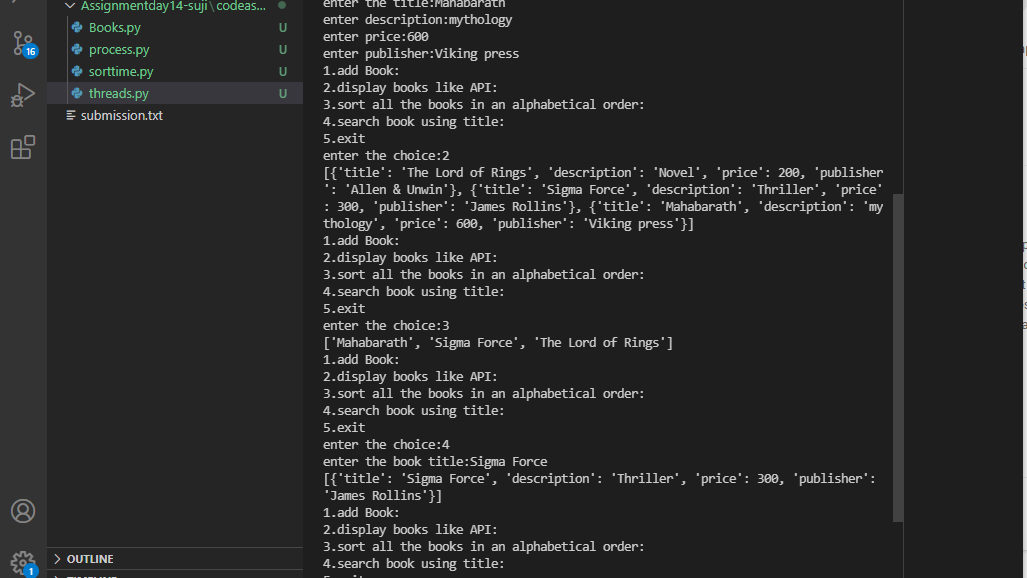 Assignmentday14-suji\codeas...
Books.py U
process.py U
sorttime.py U
threads.py U
submission.txt
16
OUTLINE
1
enter the title:Mahabarath
enter description:mythology
enter price:600
enter publisher:Viking press
1.add Book:
2.display books like API:
3.sort all the books in an alphabetical order:
4.search book using title:
5.exit
enter the choice:2
[{'title': 'The Lord of Rings', 'description': 'Novel', 'price': 200, 'publisher
': 'Allen & Unwin'}, {'title': 'Sigma Force', 'description': 'Thriller', 'price'
: 300, 'publisher': 'James Rollins'}, {'title': 'Mahabarath', 'description': 'my
thology', 'price': 600, 'publisher': 'Viking press'}]
1.add Book:
2.display books like API:
3.sort all the books in an alphabetical order:
4.search book using title:
5.exit
enter the choice:3
['Mahabarath', 'Sigma Force', 'The Lord of Rings']
1.add Book:
2.display books like API:
3.sort all the books in an alphabetical order:
4.search book using title:
5.exit
enter the choice:4
enter the book title:Sigma Force
[{'title': 'Sigma Force', 'description': 'Thriller', 'price': 300, 'publisher':
'James Rollins'}]
1.add Book:
2.display books like API:
3.sort all the books in an alphabetical order:
4.search book using title: